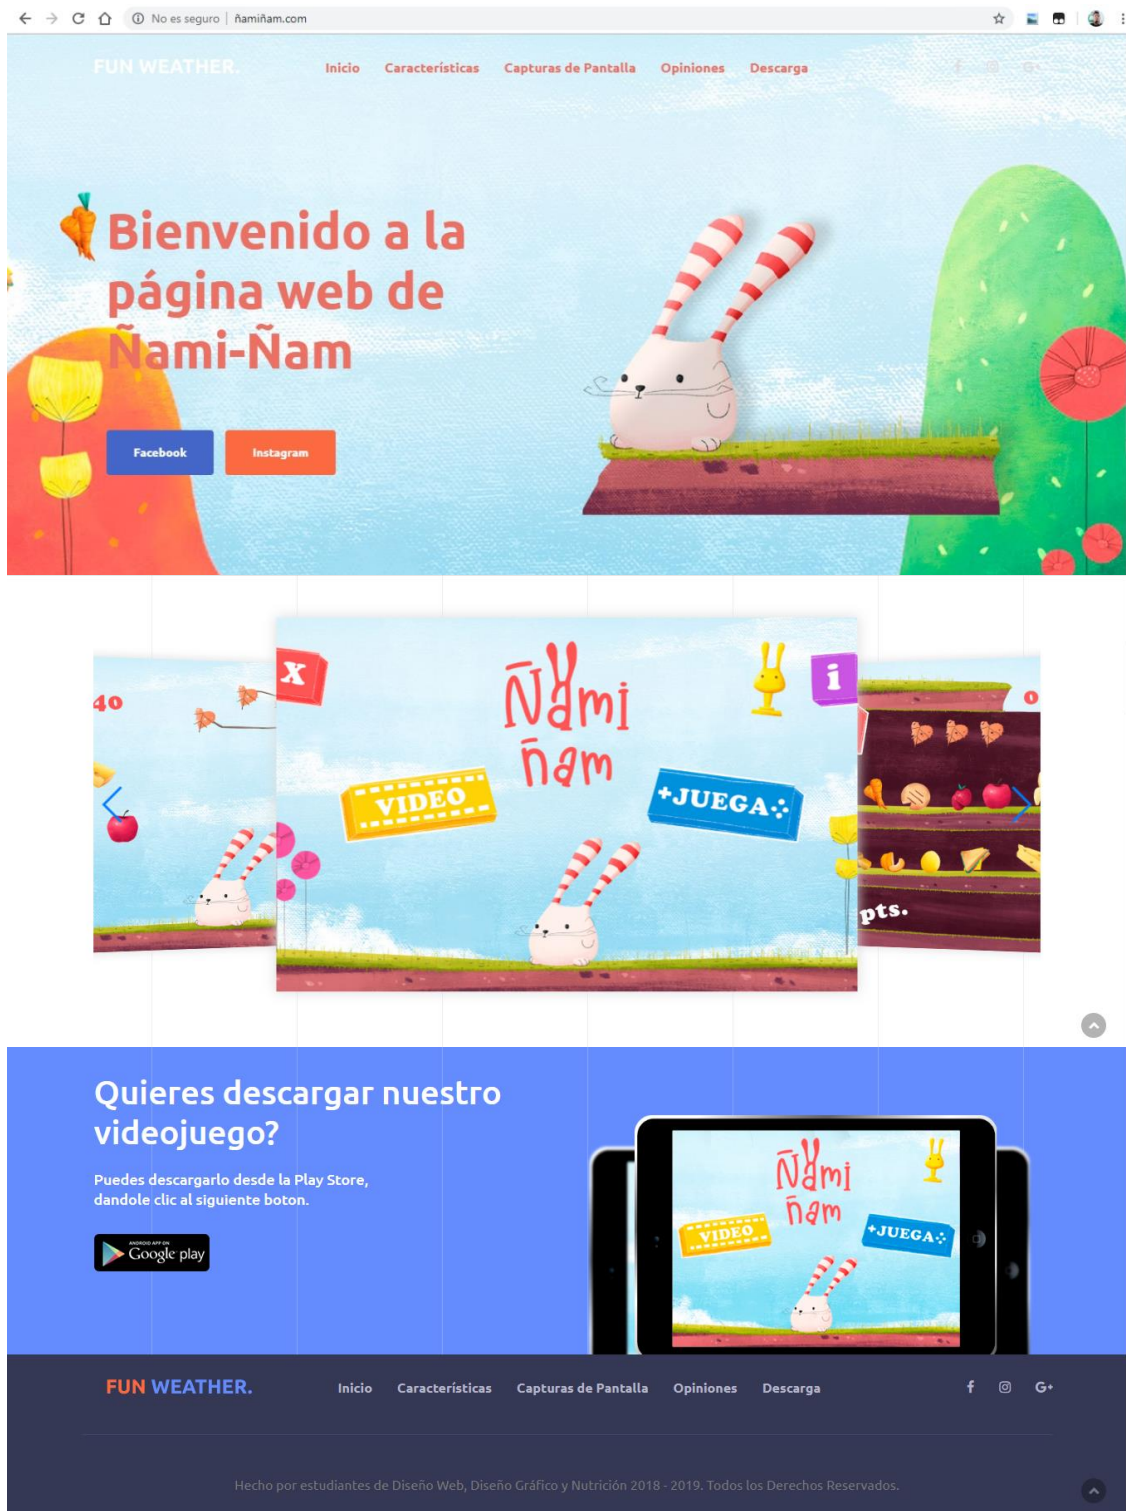 No es seguro | ñamiñam.com
FUN WEATHER.
Inicio Características Capturas de Pantalla Opiniones Descarga
f G+
Bienvenido a la
página web de
Ñami-Ñam
Facebook Instagram
40
X
Ñami
ñam
i
VIDEO
+JUEGA
0
pts.
Quieres descargar nuestro
videojuego?
Puedes descargarlo desde la Play Store,
dandole clic al siguiente boton.
ANDROID APP ON
Google play
Ñami
ñam
VIDEO
+JUEGA
FUN WEATHER.
Inicio Características Capturas de Pantalla Opiniones Descarga
f G+
Hecho por estudiantes de Diseño Web, Diseño Gráfico y Nutrición 2018 - 2019. Todos los Derechos Reservados.